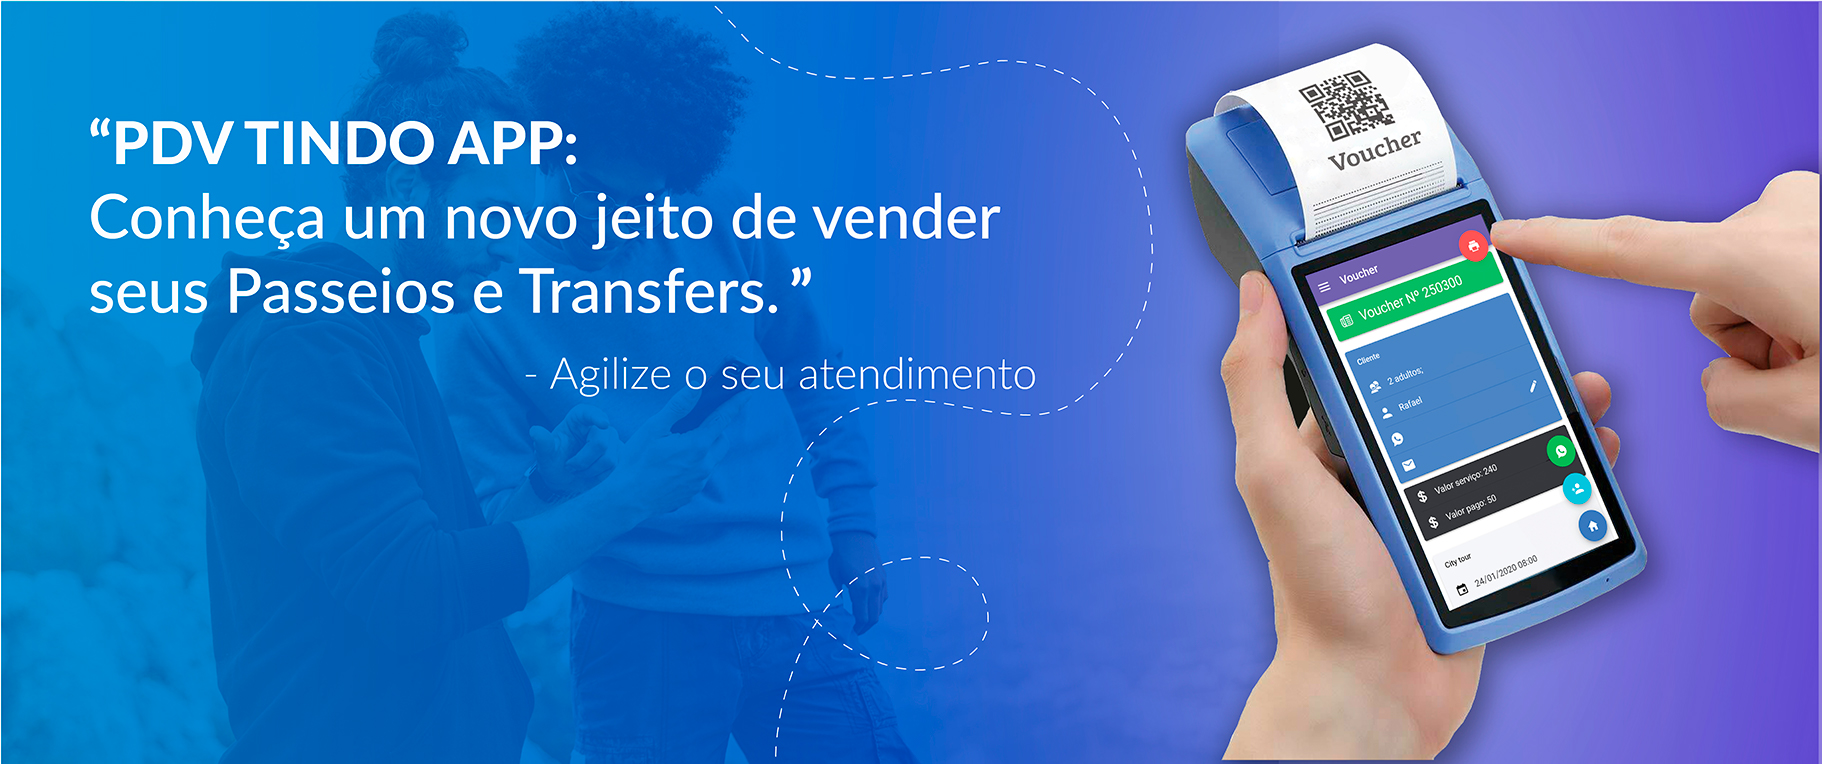 “PDV TINDO APP:
Conheça um novo jeito de vender
seus Passeios e Transfers.”
- Agilize o seu atendimento
Voucher
Voucher
Voucher Nº 250300
Cliente
2 adultos;
Rafael
Valor serviço: 240
Valor pago: 50
City tour
24/01/2020 08:00